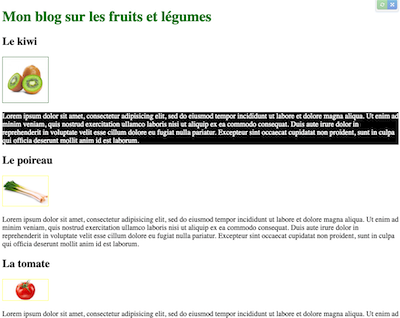 Mon blog sur les fruits et légumes
Le kiwi
Lorem ipsum dolor sit amet, consectetur adipisicing elit, sed do eiusmod tempor incididunt ut labore et dolore magna aliqua. Ut enim ad
minim veniam, quis nostrud exercitation ullamco laboris nisi ut aliquip ex ea commodo consequat. Duis aute irure dolor in
reprehenderit in voluptate velit esse cillum dolore eu fugiat nulla pariatur. Excepteur sint occaecat cupidatat non proident, sunt in culpa
qui officia deserunt mollit anim id est laborum.
Le poireau
Lorem ipsum dolor sit amet, consectetur adipisicing elit, sed do eiusmod tempor incididunt ut labore et dolore magna aliqua. Ut enim ad minim
veniam, quis nostrud exercitation ullamco laboris nisi ut aliquip ex ea commodo consequat. Duis aute irure dolor in reprehenderit in voluptate
velit esse cillum dolore eu fugiat nulla pariatur. Excepteur sint occaecat cupidatat non proident, sunt in culpa qui officia deserunt mollit anim
id est laborum.
La tomate
Lorem ipsum dolor sit amet, consectetur adipisicing elit, sed do eiusmod tempor incididunt ut labore et dolore magna aliqua. Ut enim ad